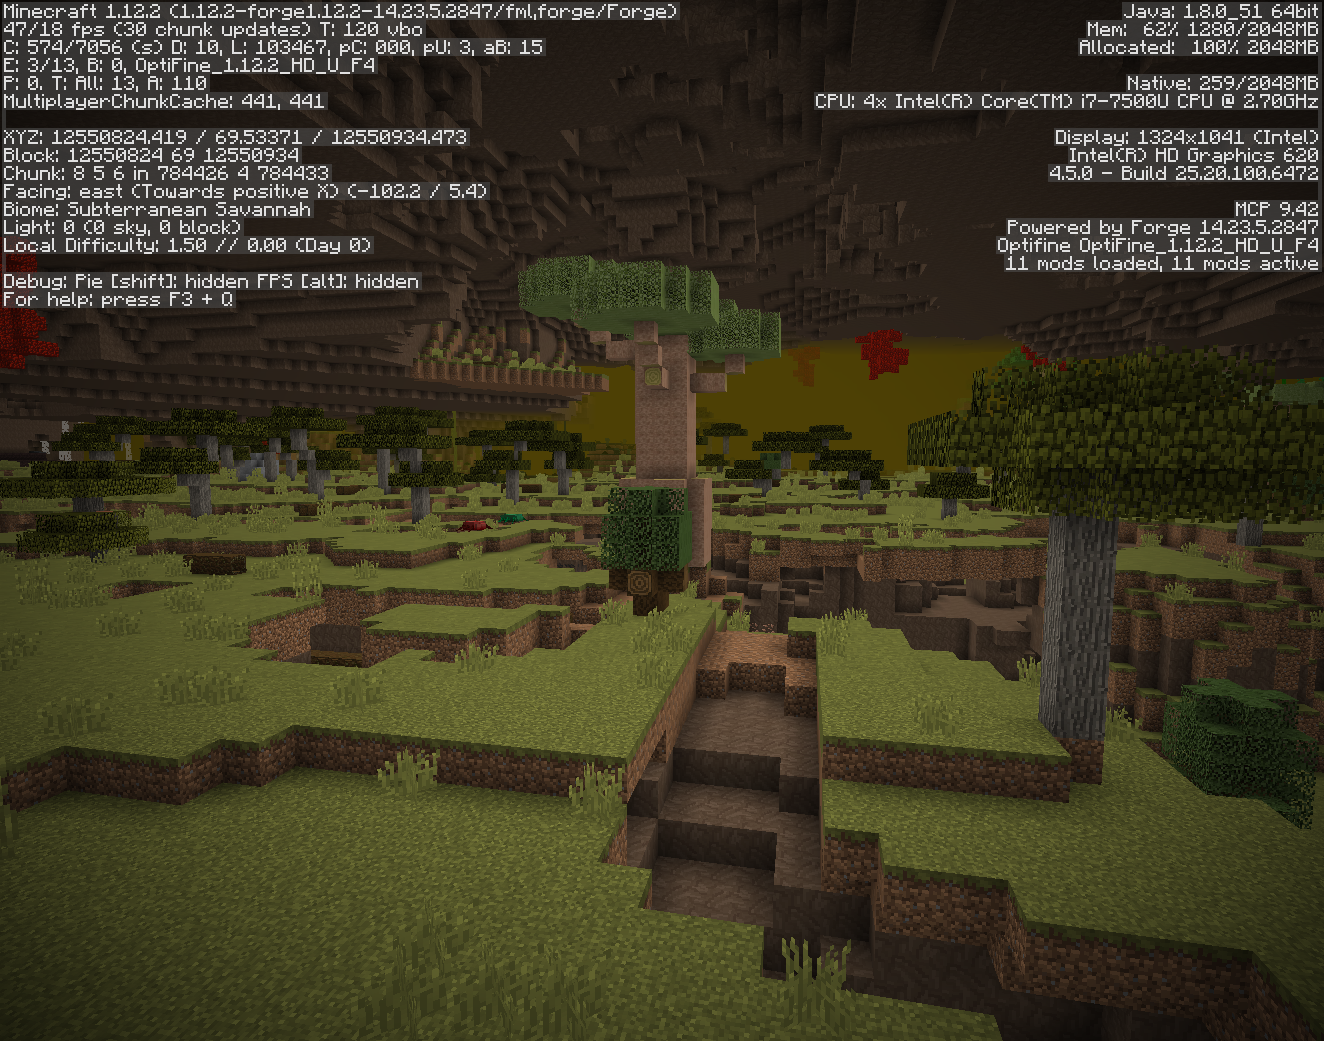 Minecraft 1.12.2 (1.12.2-forge1.12.2-14.23.5.2847/fml,forge/Forge)
47/18 fps (30 chunk updates) T: 120 vbo
C: 574/7056 (s) D: 10, L: 103467, pC: 000, pU: 3, aB: 15
E: 3/13, B: 0, OptiFine_1.12.2_HD_U_F4
P: 0. T: All: 13, A: 110
MultiplayerChunkCache: 441, 441
XYZ: 12550824.419 / 69.53371 / 12550934.473
Block: 12550824 69 12550934
Chunk: 8 5 6 in 784426 4 784433
Facing: east (Towards positive X) (-102.2 / 5.4)
Biome: Subterranean Savannah
Light: 0 (0 sky, 0 block)
Local Difficulty: 1.50 // 0.00 (Day 0)
Debug: Pie [shift]: hidden FPS [alt]: hidden
For help: press F3 + Q
Java: 1.8.0_51 64bit
Mem: 62% 1280/2048MB
Allocated: 100% 2048MB
Native: 259/2048MB
CPU: 4x Intel(R) Core(TM) i7-7500U CPU @ 2.70GHz
Display: 1324x1041 (Intel)
Intel(R) HD Graphics 620
4.5.0 - Build 25.20.100.6472
MCP 9.42
Powered by Forge 14.23.5.2847
Optifine OptiFine_1.12.2_HD_U_F4
11 mods loaded, 11 mods active